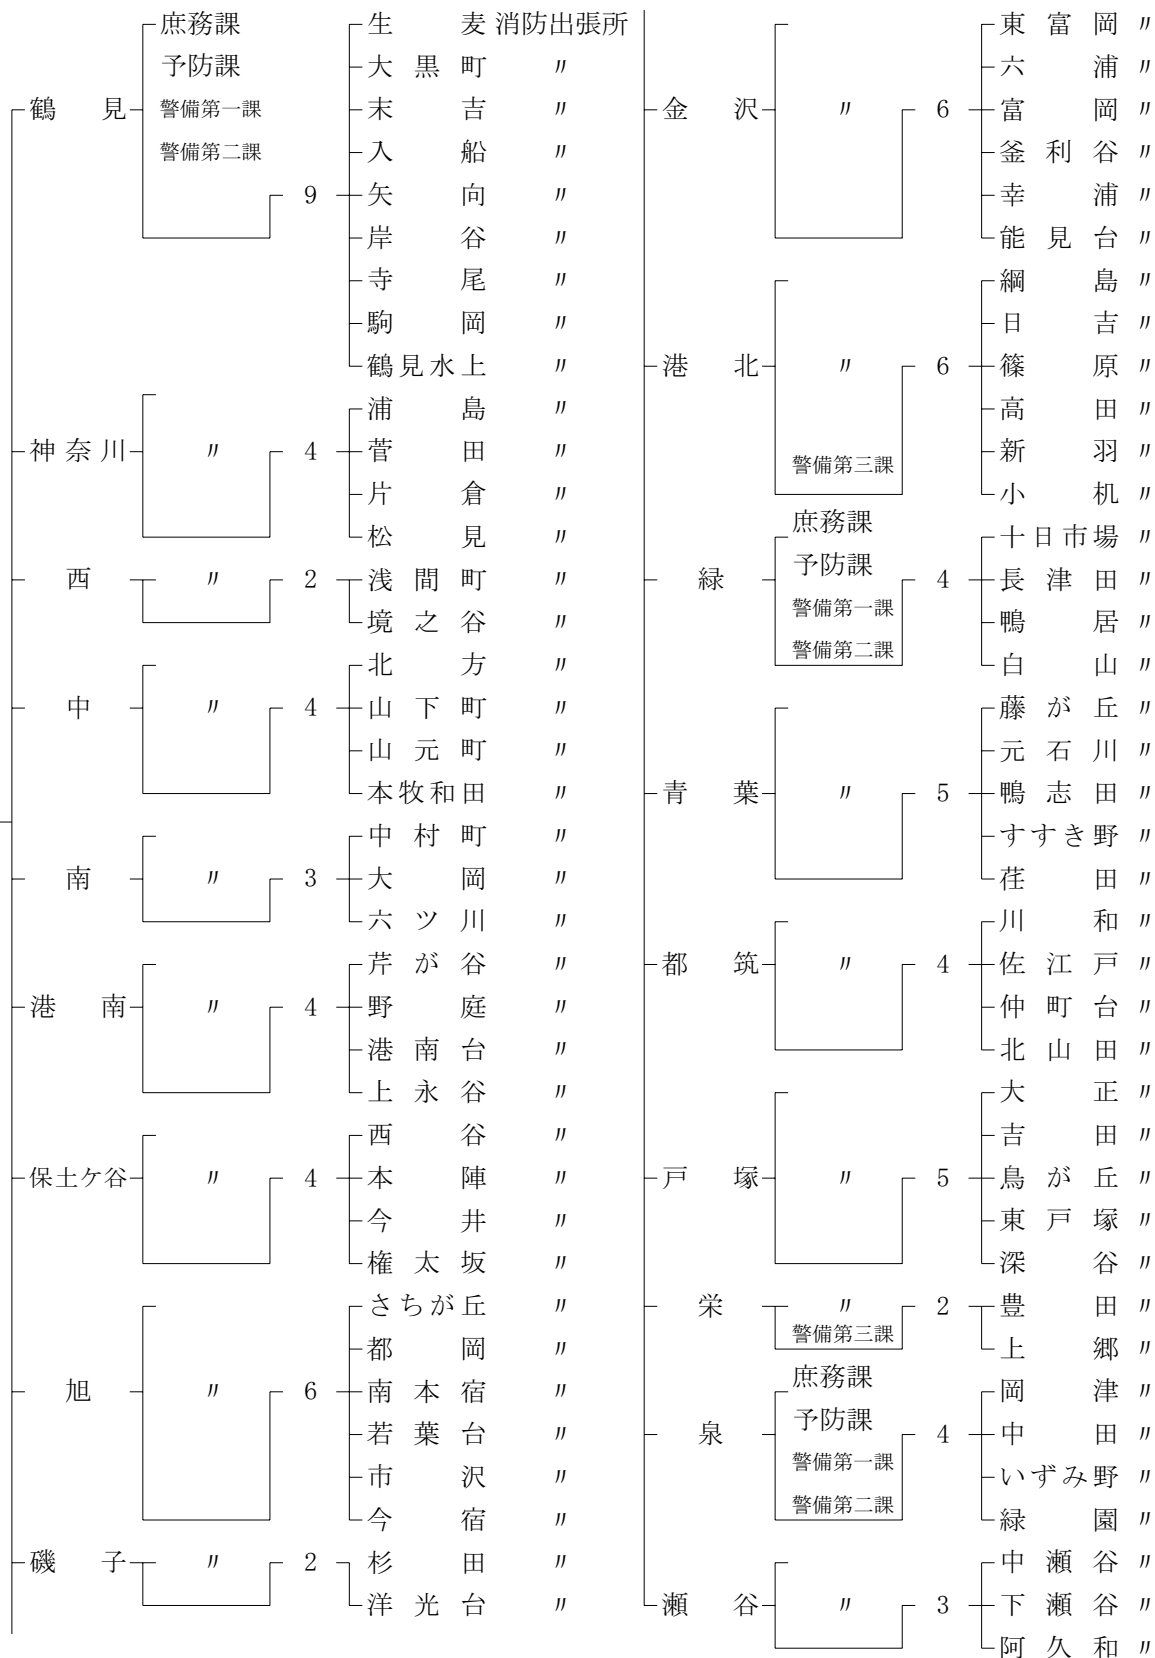 庶務課
予防課
警備第一課
警備第二課
鶴見
9
生麦消防出張所
大黒町 〃
末吉 〃
入船 〃
矢向 〃
岸谷 〃
寺尾 〃
駒岡 〃
鶴見水上 〃
神奈川 〃 4
浦島 〃
菅田 〃
片倉 〃
松見 〃
西 〃 2
浅間町 〃
境之谷 〃
中 〃 4
北方 〃
山下町 〃
山元町 〃
本牧和田 〃
南 〃 3
中村町 〃
大岡 〃
六ツ川 〃
港南 〃 4
芹が谷 〃
野庭 〃
港南台 〃
上永谷 〃
保土ケ谷 〃 4
西谷 〃
本陣 〃
今井 〃
権太坂 〃
旭 〃 6
さちが丘 〃
都岡 〃
南本宿 〃
若葉台 〃
市沢 〃
今宿 〃
磯子 〃 2
杉田 〃
洋光台 〃
金沢 〃 6
東富岡 〃
六浦 〃
富岡 〃
釜利谷 〃
幸浦 〃
能見台 〃
港北 〃 6
警備第三課
綱島 〃
日吉 〃
篠原 〃
高田 〃
新羽 〃
小机 〃
緑
庶務課
予防課
警備第一課
警備第二課
4
十日市場 〃
長津田 〃
鴨居 〃
白山 〃
青葉 〃 5
藤が丘 〃
元石川 〃
鴨志田 〃
すすき野 〃
荏田 〃
都筑 〃 4
川和 〃
佐江戸 〃
仲町台 〃
北山田 〃
戸塚 〃 5
大正 〃
吉田 〃
鳥が丘 〃
東戸塚 〃
深谷 〃
栄 〃 2
警備第三課
豊田 〃
上郷 〃
泉
庶務課
予防課
警備第一課
警備第二課
4
岡津 〃
中田 〃
いずみ野 〃
緑園 〃
瀬谷 〃 3
中瀬谷 〃
下瀬谷 〃
阿久和 〃